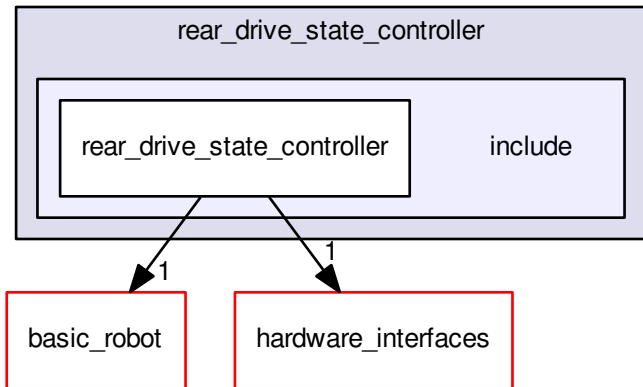 rear_drive_state_controller
rear_drive_state_controller
include
1
1
basic_robot
hardware_interfaces